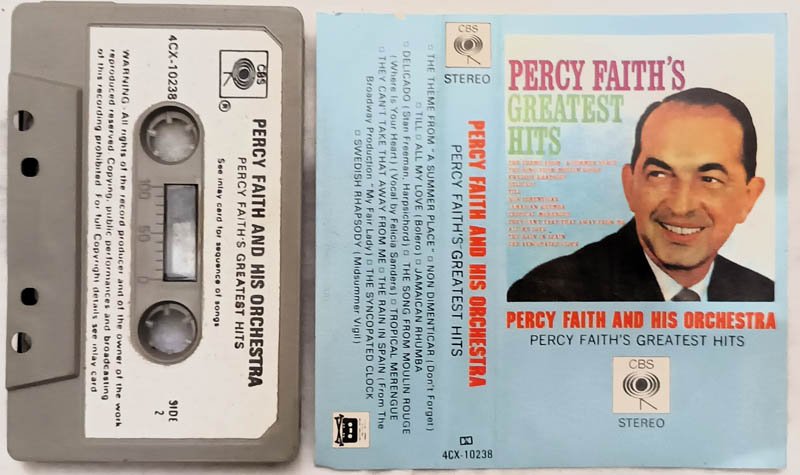 CBS
4CX-10238
PERCY FAITH AND HIS ORCHESTRA
PERCY FAITH'S GREATEST HITS
See inlay card for sequence of songs
SIDE
2
100
50
0
WARNING · All rights of the record producer and of the owner of the work
reproduced reserved Copying, public performances and broadcasting
of this recording prohibited. For full Copyright details see inlay card
CBS
STEREO
PERCY FAITH AND HIS ORCHESTRA
PERCY FAITH'S GREATEST HITS
4CX-10238
THE THEME FROM "A SUMMER PLACE" NON DIMENTICAR (Don't Forget)
TILL ALL MY LOVE (Bolero) JAMAICAN RHUMBA
DELICADO (Stan Freeman, Harpsichord) THE SONG FROM MOULIN ROUGE
(Where Is Your Heart) (Vocal by Felicia Sanders) TROPICAL MERENGUE
THEY CAN'T TAKE THAT AWAY FROM ME THE RAIN IN SPAIN (From The
Broadway Production "My Fair Lady) THE SYNCOPATED CLOCK
SWEDISH RHAPSODY (Midsummer Vigil)
PERCY FAITH'S
GREATEST
HITS
PERCY FAITH AND HIS ORCHESTRA
PERCY FAITH'S GREATEST HITS
CBS
STEREO